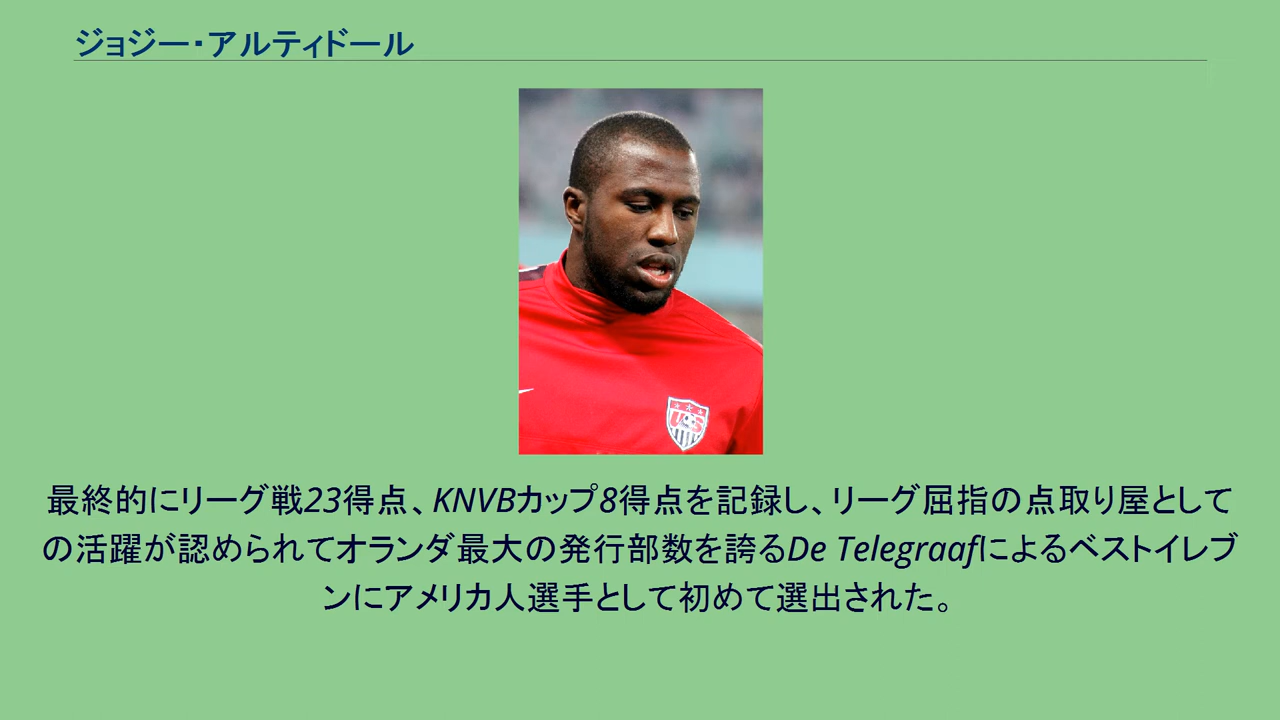 ジョジー・アルティドール
US
最終的にリーグ戦23得点、KNVBカップ8得点を記録し、リーグ屈指の点取り屋として
の活躍が認められてオランダ最大の発行部数を誇るDe Telegraafによるベストイレブ
ンにアメリカ人選手として初めて選出された。